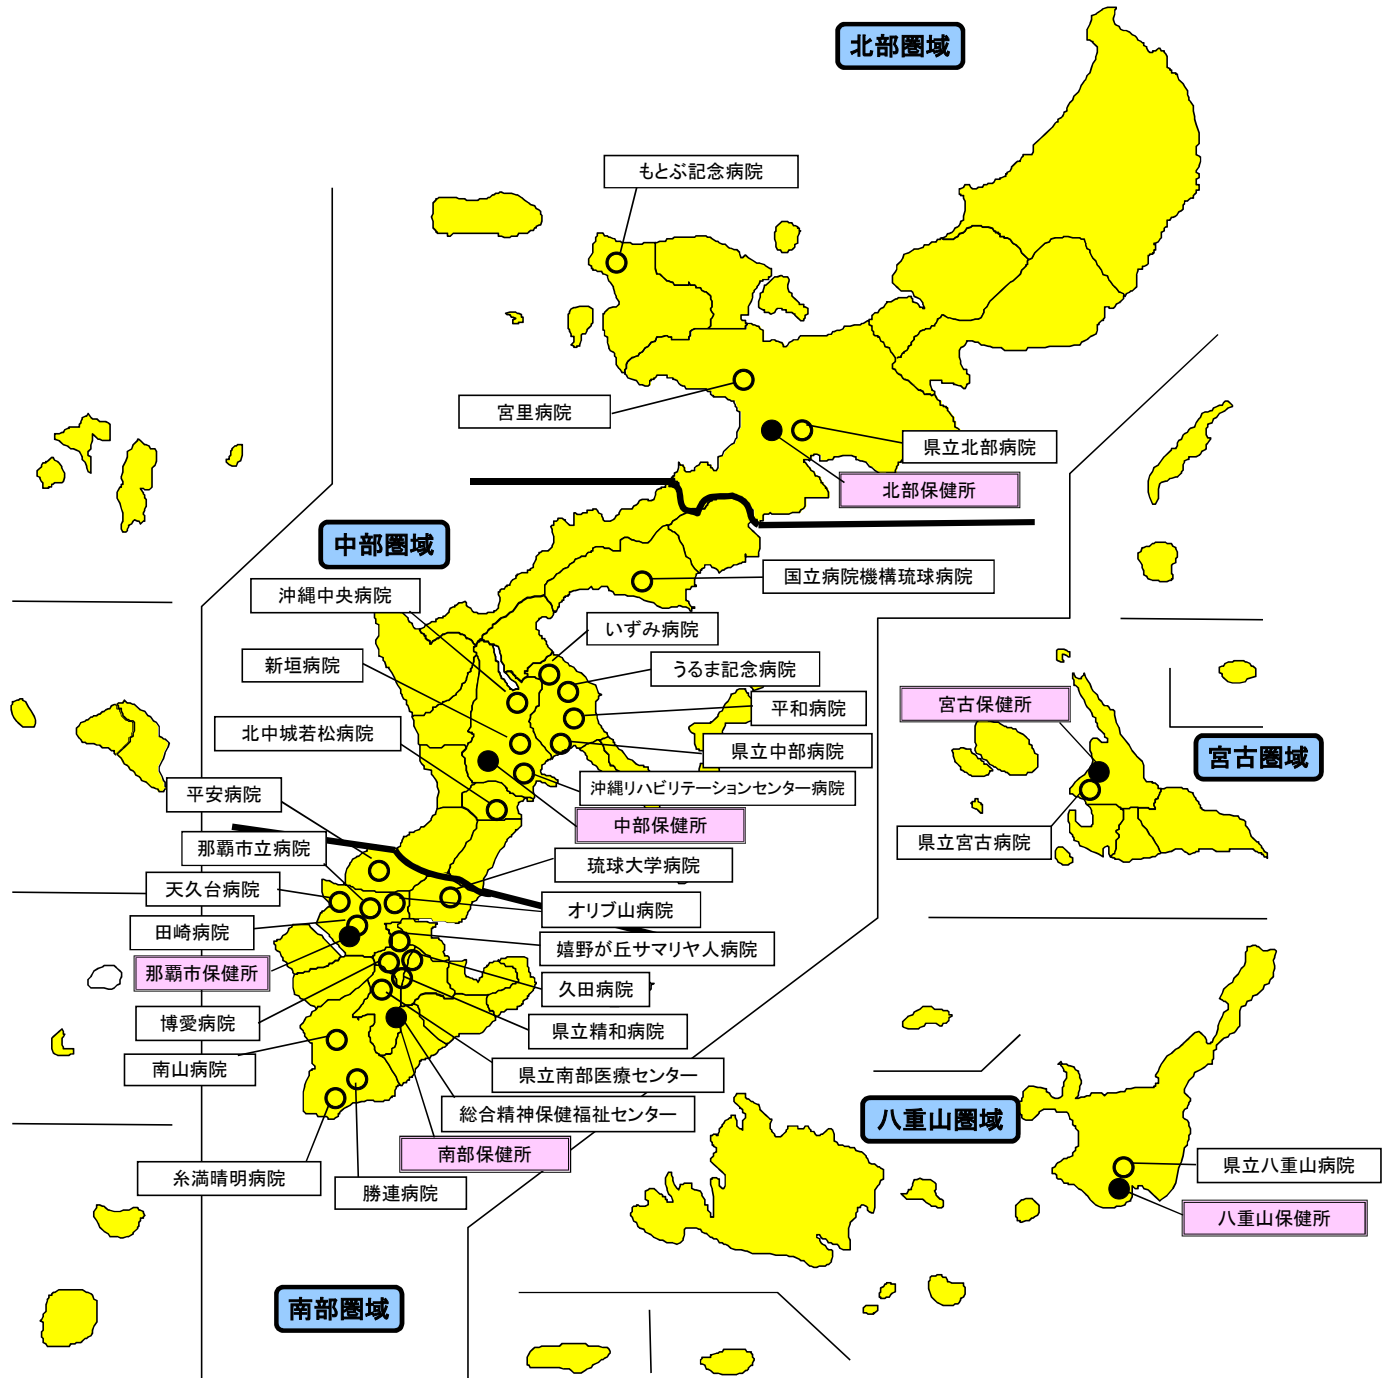 北部圏域
もとぶ記念病院
宮里病院
県立北部病院
北部保健所
中部圏域
国立病院機構琉球病院
沖縄中央病院
いずみ病院
新垣病院
うるま記念病院
平和病院
宮古保健所
北中城若松病院
県立中部病院
宮古圏域
沖縄リハビリテーションセンター病院
平安病院
中部保健所
県立宮古病院
那覇市立病院
琉球大学病院
天久台病院
オリブ山病院
田崎病院
嬉野が丘サマリヤ人病院
那覇市保健所
久田病院
博愛病院
県立精和病院
南山病院
県立南部医療センター
総合精神保健福祉センター
八重山圏域
南部保健所
県立八重山病院
糸満晴明病院
勝連病院
八重山保健所
南部圏域